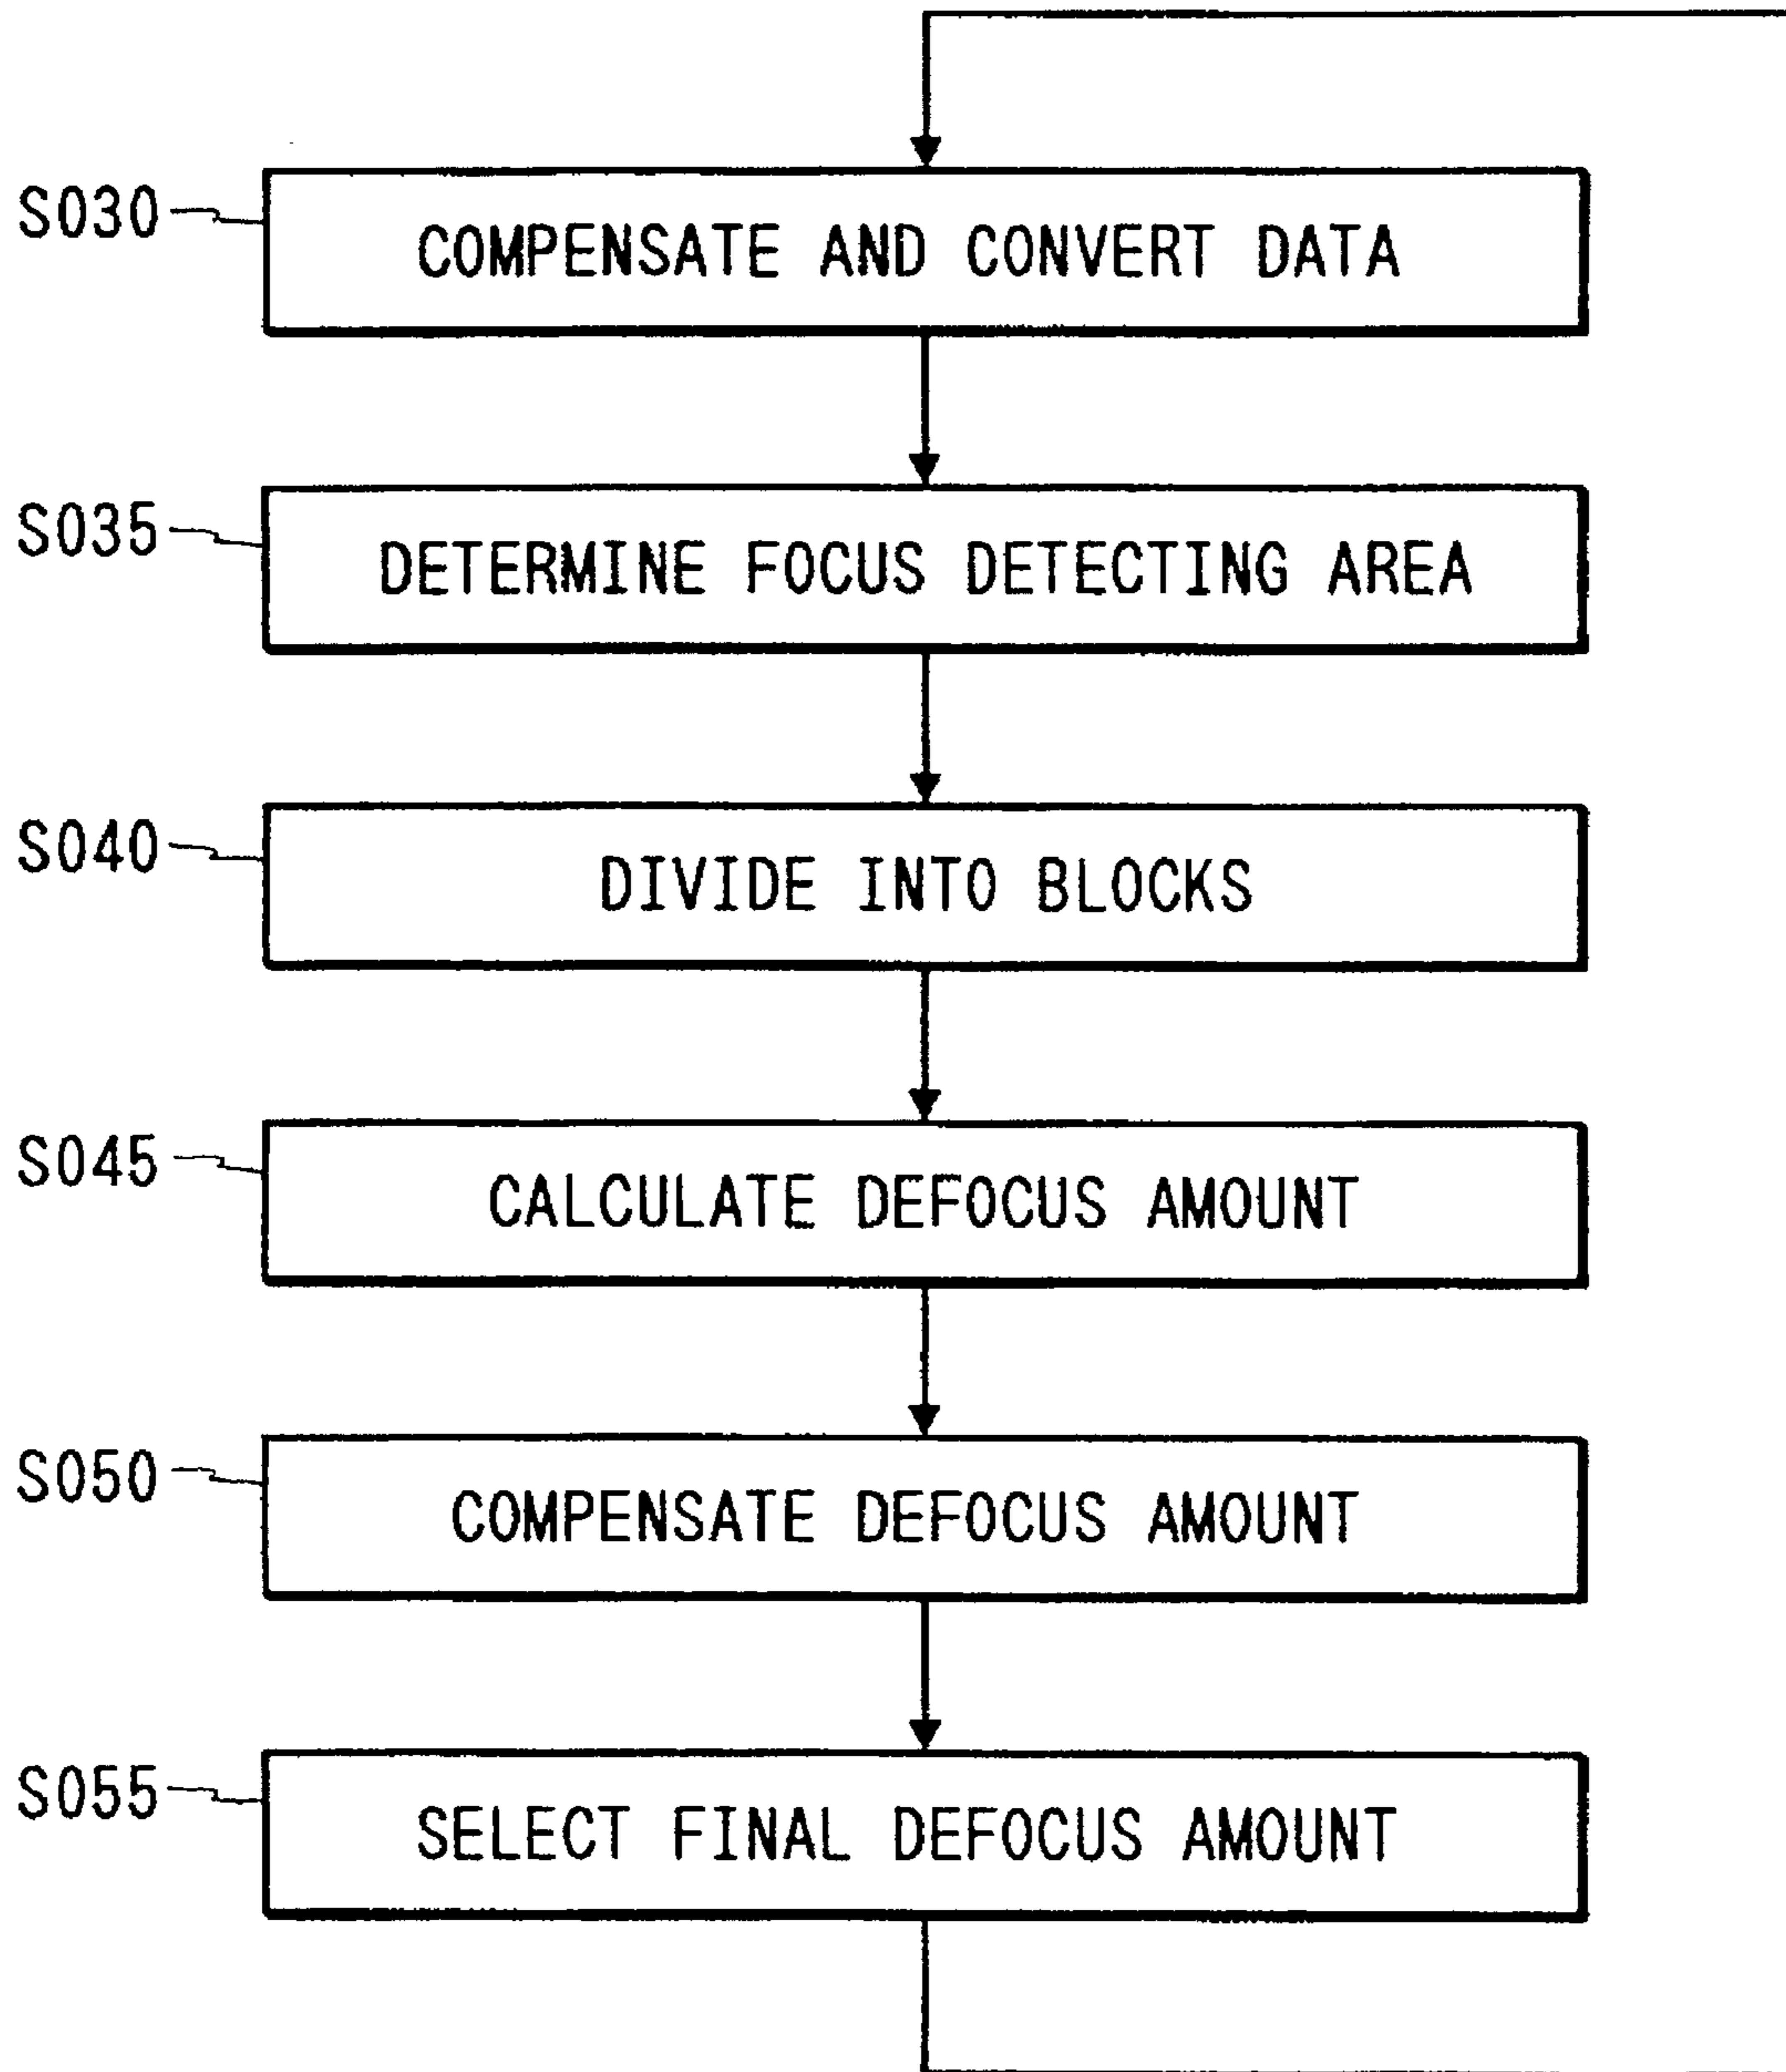 S030
COMPENSATE AND CONVERT DATA
S035
DETERMINE FOCUS DETECTING AREA
S040
DIVIDE INTO BLOCKS
S045
CALCULATE DEFOCUS AMOUNT
S050
COMPENSATE DEFOCUS AMOUNT
S055
SELECT FINAL DEFOCUS AMOUNT